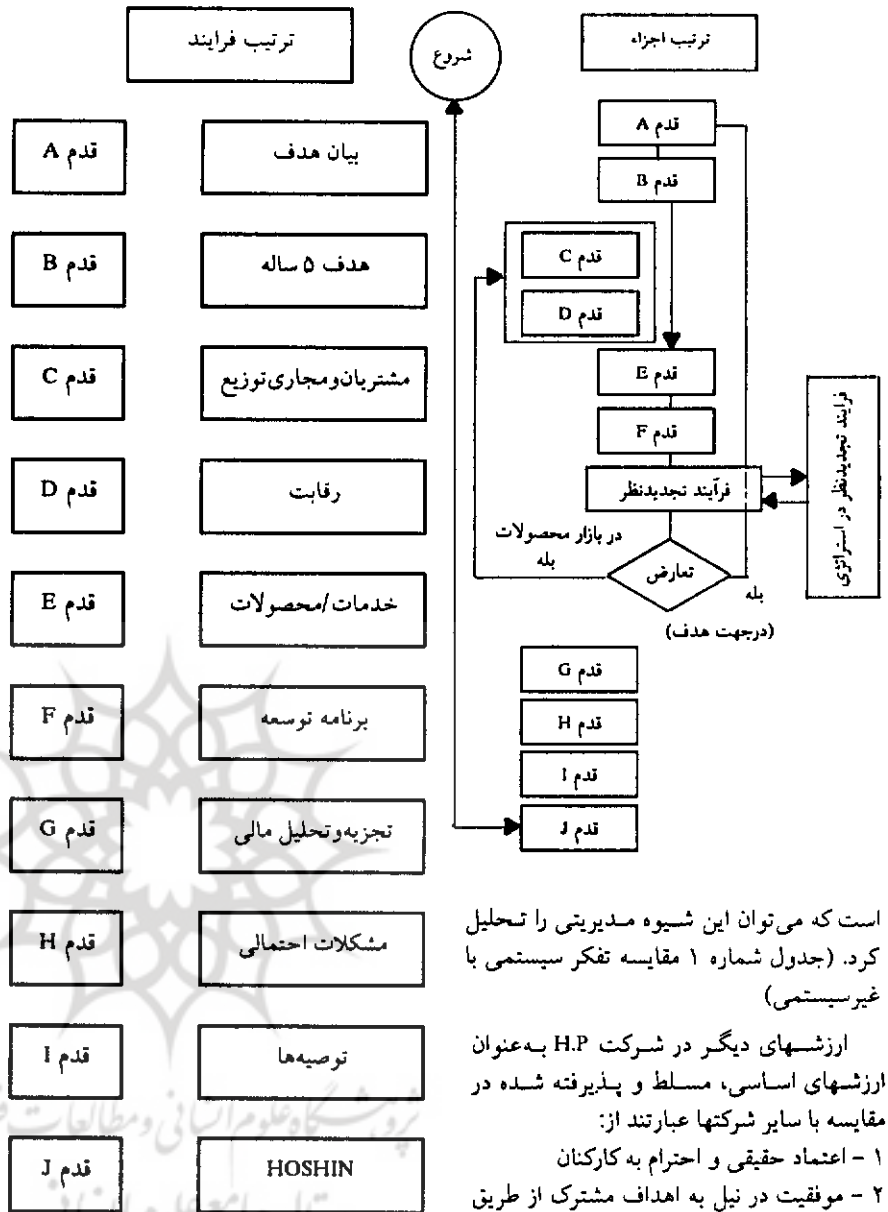 ترتیب اجزاء
شروع
ترتیب فرایند
قدم A
قدم B
قدم C
قدم D
قدم E
قدم F
فرآیند تجدیدنظر
فرایند تجدیدنظر در استراتژی
در بازار محصولات
بله
تعارض
بله
(درجهت هدف)
قدم G
قدم H
قدم I
قدم J
بیان هدف
قدم A
هدف ۵ ساله
قدم B
مشتریان‌ومجاری‌توزیع
قدم C
رقابت
قدم D
خدمات/محصولات
قدم E
برنامه توسعه
قدم F
تجزیه‌وتحلیل مالی
قدم G
مشکلات احتمالی
قدم H
توصیه‌ها
قدم I
HOSHIN
قدم J
است که می‌توان این شیوه مدیریتی را تحلیل
کرد. (جدول شماره ۱ مقایسه تفکر سیستمی با
غیرسیستمی)
ارزشهای دیگر در شرکت H.P به‌عنوان
ارزشهای اساسی، مسلط و پذیرفته شده در
مقایسه با سایر شرکتها عبارتند از:
۱ - اعتماد حقیقی و احترام به کارکنان
۲ - موفقیت در نیل به اهداف مشترک از طریق